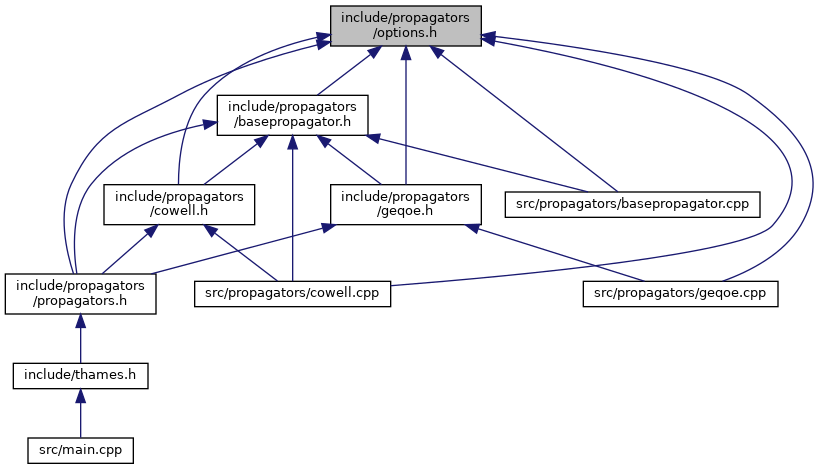 include/propagators
/options.h
include/propagators
/basepropagator.h
include/propagators
/cowell.h
include/propagators
/geqoe.h
src/propagators/basepropagator.cpp
include/propagators
/propagators.h
src/propagators/cowell.cpp
src/propagators/geqoe.cpp
include/thames.h
src/main.cpp